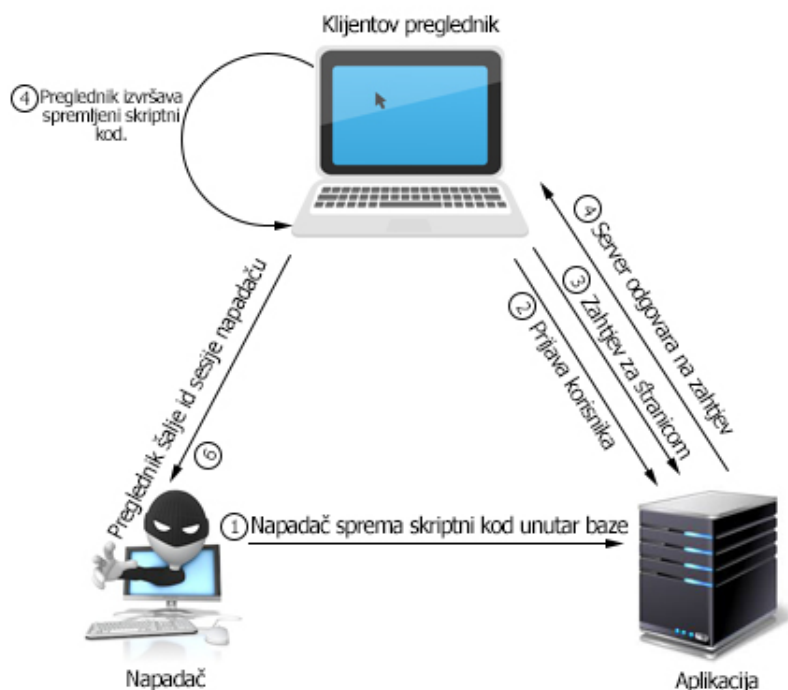 Klijentov preglednik
4 Preglednik izvršava
spremljeni skriptni
kod.
4 Server odgovara na zahtjev
3 Zahtjev za stranicom
2 Prijava korisnika
Preglednik šalje id sesije napadaču
6
1 Napadač sprema skriptni kod unutar baze
Napadač
Aplikacija